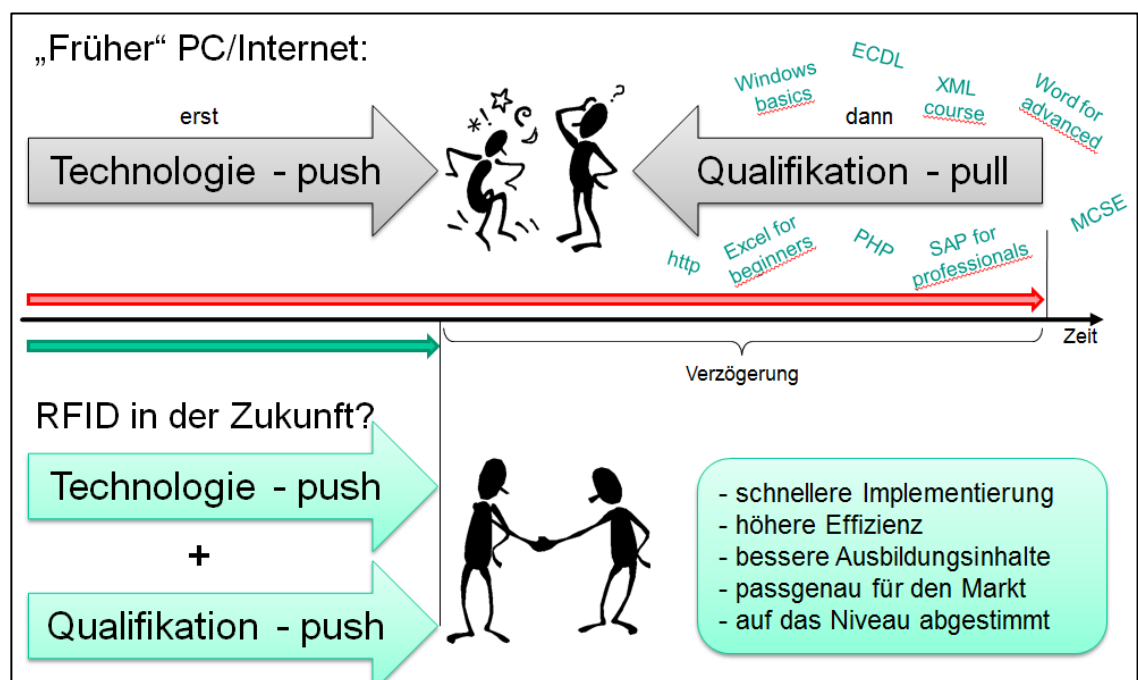 „Früher“ PC/Internet:
erst
Technologie - push
*!
?
Windows
basics
ECDL
XML
course
Word for
advanced
dann
Qualifikation - pull
http
Excel for
beginners
PHP
SAP for
professionals
MCSE
Zeit
Verzögerung
RFID in der Zukunft?
Technologie - push
+
Qualifikation - push
- schnellere Implementierung
- höhere Effizienz
- bessere Ausbildungsinhalte
- passgenau für den Markt
- auf das Niveau abgestimmt